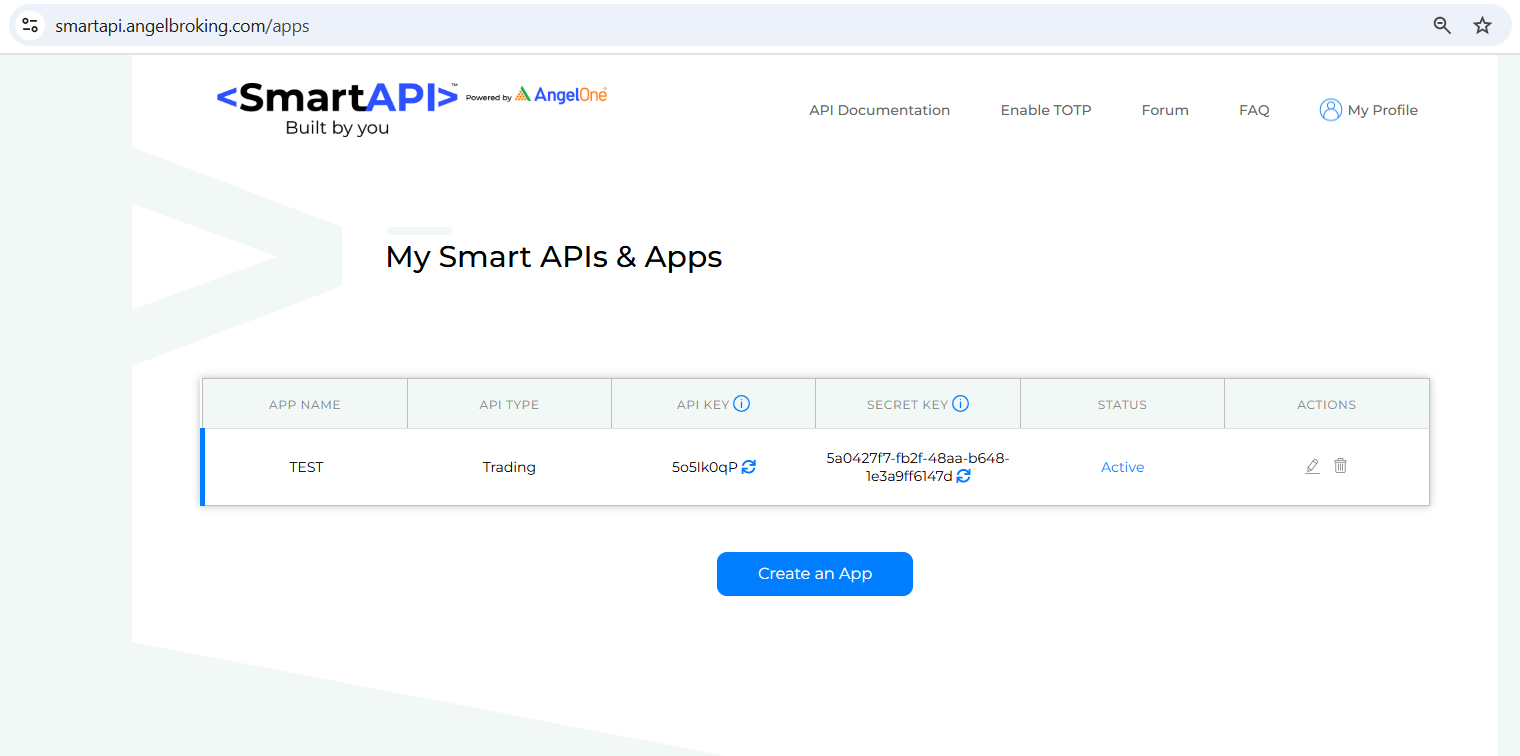 smartapi.angelbroking.com/apps
<SmartAPI>™ Powered by AngelOne
Built by you
API Documentation Enable TOTP Forum FAQ My Profile
My Smart APIs & Apps
APP NAME API TYPE API KEY SECRET KEY STATUS ACTIONS
TEST Trading 5a0427f7-fb2f-48aa-b648-
1e3a9ff6147d Active
Create an App